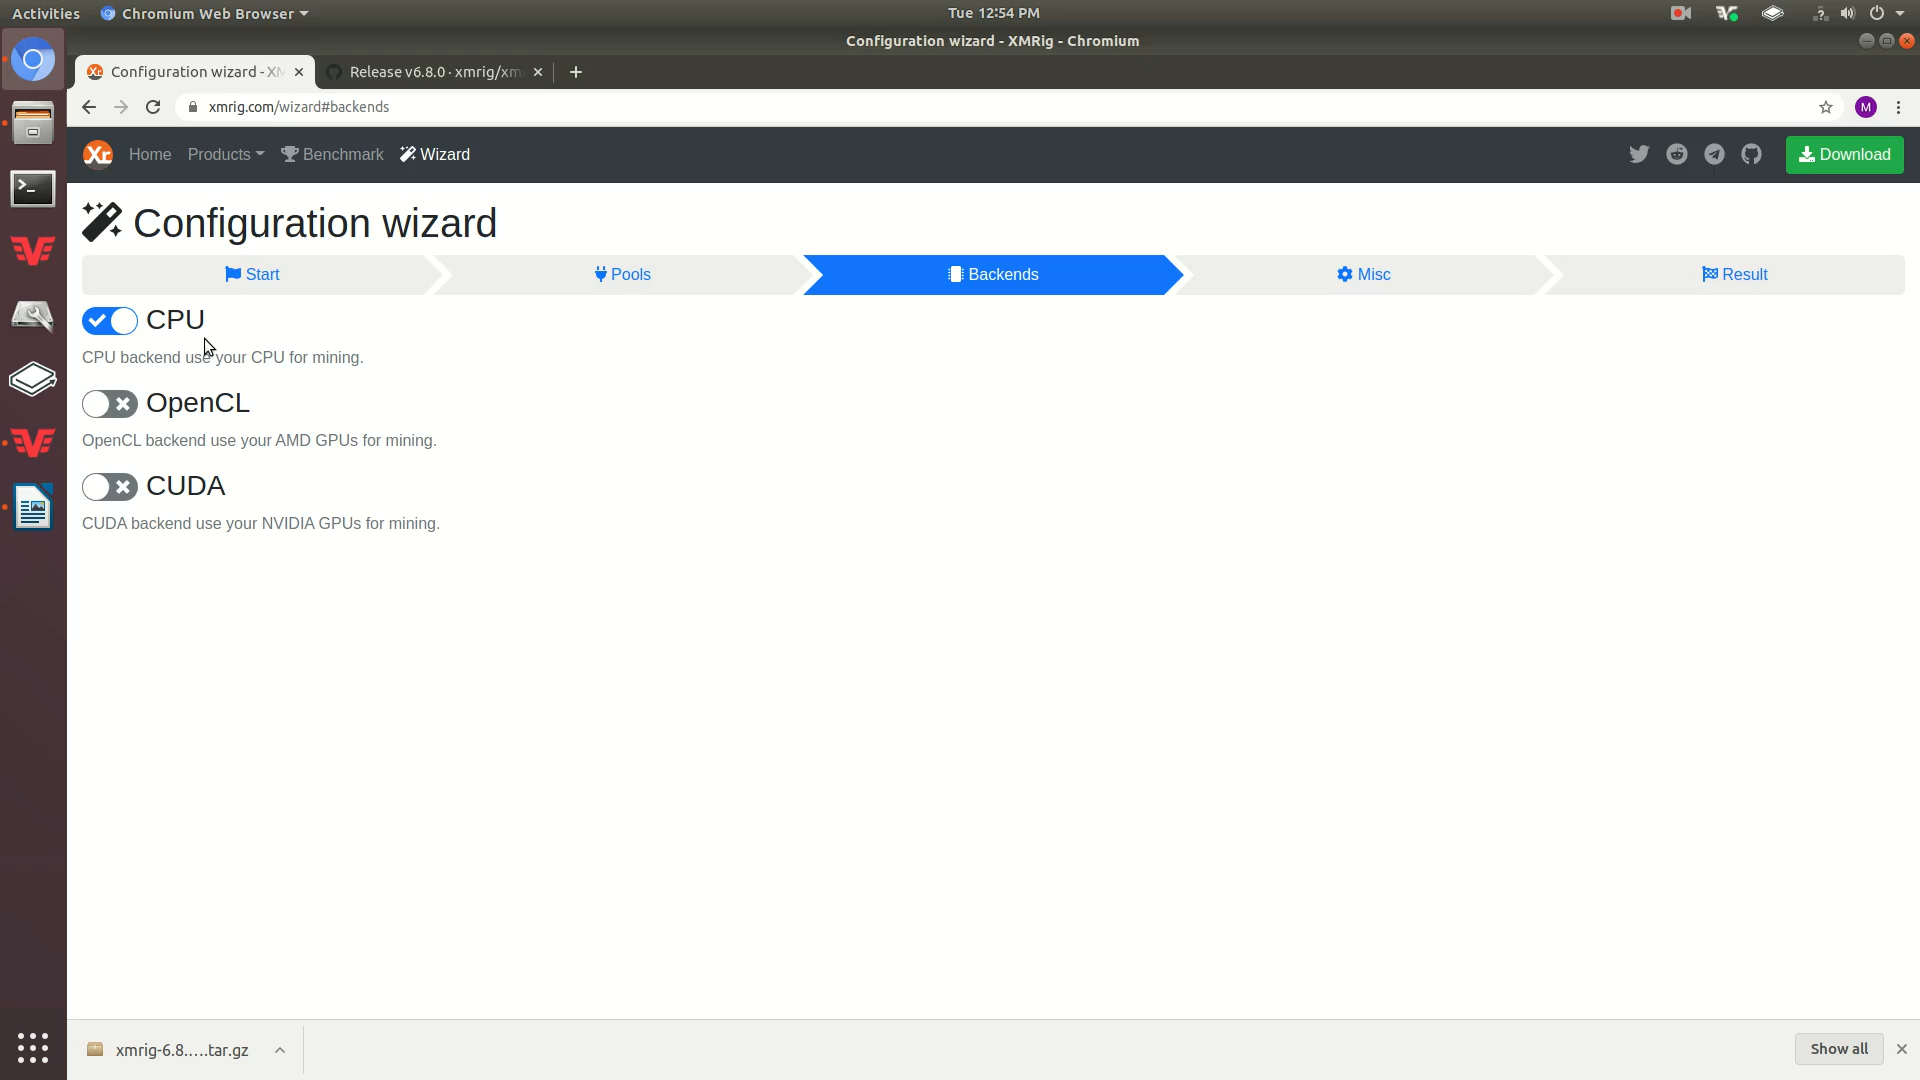 Activities Chromium Web Browser Tue 12:54 PM
Configuration wizard - XMRig - Chromium
Configuration wizard - XM Release v6.8.0 · xmrig/xm
xmrig.com/wizard#backends M
Xr Home Products Benchmark Wizard Download
Configuration wizard
Start Pools Backends Misc Result
CPU
CPU backend use your CPU for mining.
OpenCL
OpenCL backend use your AMD GPUs for mining.
CUDA
CUDA backend use your NVIDIA GPUs for mining.
xmrig-6.8.....tar.gz Show all